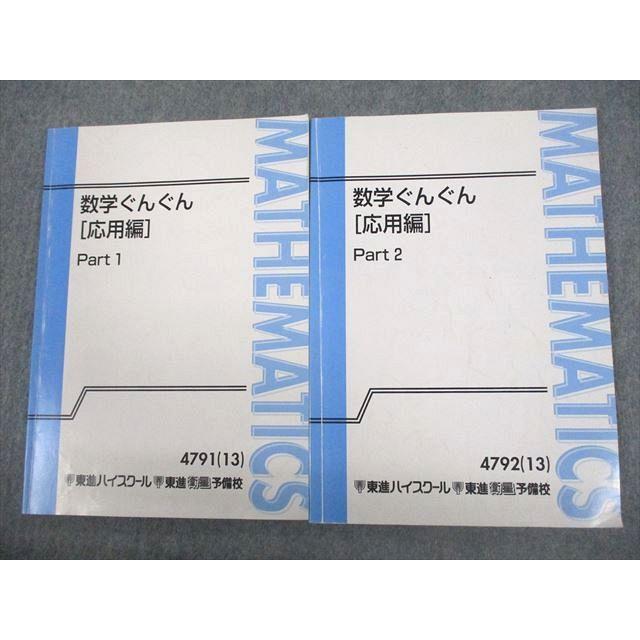 数学ぐんぐん
[応用編]
Part 1
4791(13)
東進ハイスクール 東進衛星予備校
MATHEMATICS
数学ぐんぐん
[応用編]
Part 2
4792(13)
東進ハイスクール 東進衛星予備校
MATHEMATICS